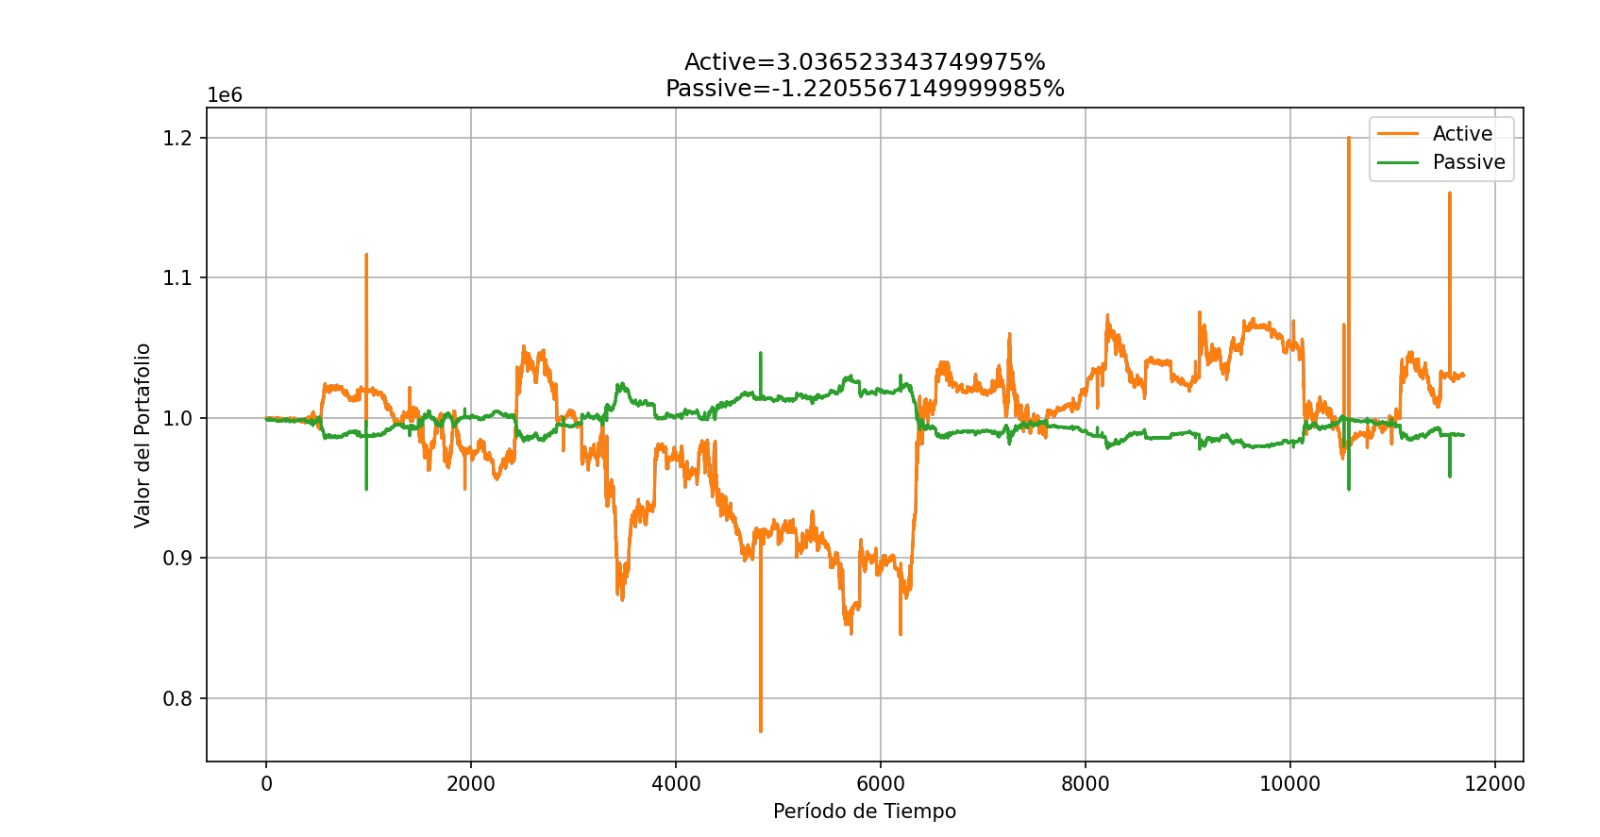 Active=3.036523343749975%
Passive=-1.2205567149999985%
1e6
Active
Passive
1.2
1.1
1.0
0.9
0.8
Valor del Portafolio
0 2000 4000 6000 8000 10000 12000
Período de Tiempo